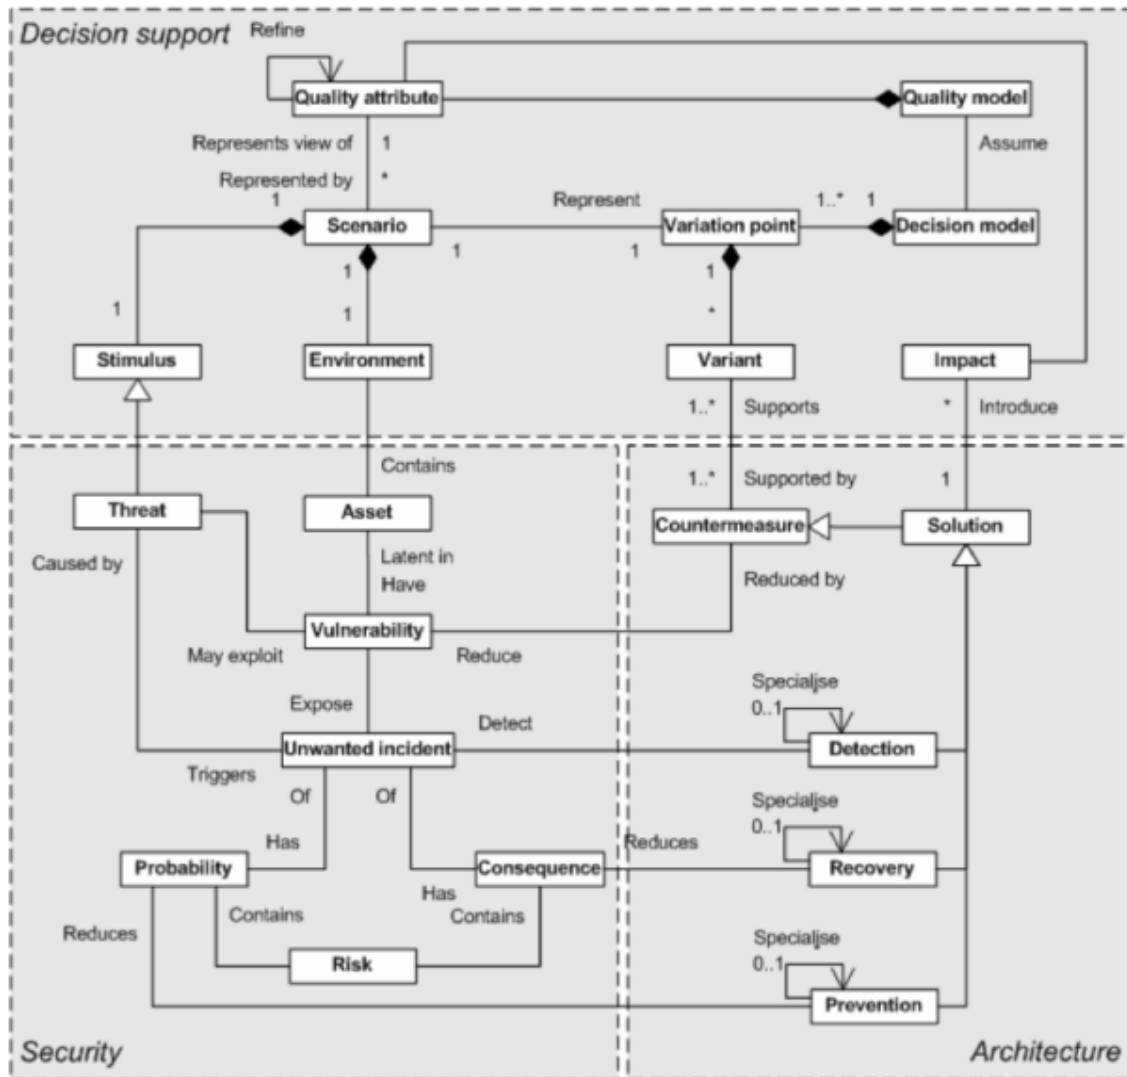 Decision support
Refine
Quality attribute
Quality model
Represents view of
1
Assume
Represented by
*
1
Represent
1..*
1
Scenario
Variation point
Decision model
1
1
1
1
1
1
*
Stimulus
Environment
Variant
Impact
1..*
Supports
*
Introduce
Contains
1..*
Supported by
1
Threat
Asset
Countermeasure
Solution
Caused by
Latent in
Have
Reduced by
Vulnerability
May exploit
Reduce
Expose
Detect
Specialise
0..1
Unwanted incident
Detection
Triggers
Of
Of
Specialise
0..1
Has
Reduces
Probability
Consequence
Recovery
Has
Contains
Contains
Reduces
Specialise
0..1
Risk
Prevention
Security
Architecture